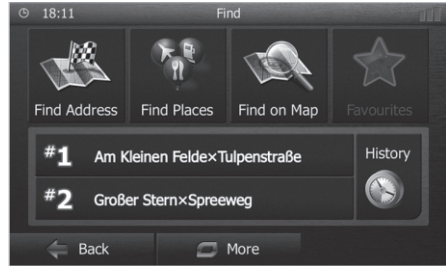 18:11 Find
Find Address Find Places Find on Map Favourites
#1 Am Kleinen Felde×Tulpenstraße
History
#2 Großer Stern×Spreeweg
Back More